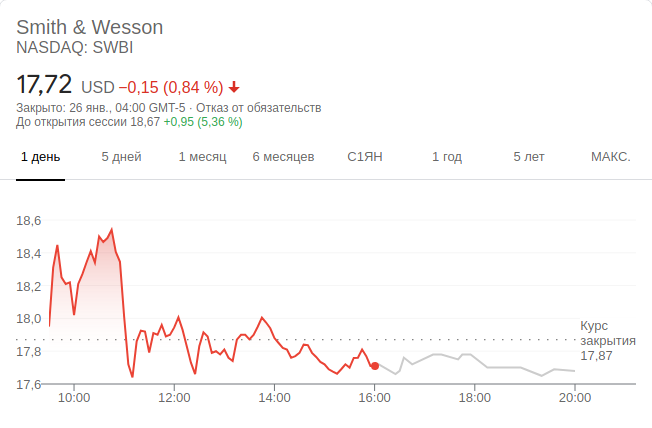 Smith & Wesson
NASDAQ: SWBI
17,72 USD −0,15 (0,84 %)
Закрыто: 26 янв., 04:00 GMT-5 · Отказ от обязательств
До открытия сессии 18,67 +0,95 (5,36 %)
1 день 5 дней 1 месяц 6 месяцев С1ЯН 1 год 5 лет МАКС.
18,6
18,4
18,2
18,0
17,8
17,6
Курс
закрытия
17,87
10:00 12:00 14:00 16:00 18:00 20:00